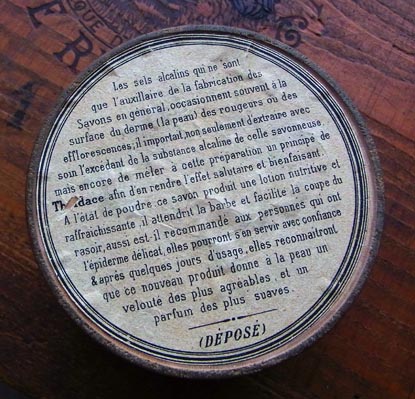 Les sels alcalins qui ne sont
que l'auxillaire de la fabrication des
Savons en général, occasionnent souvent à la
surface du derme (la peau) des rougeurs ou des
efflorescences; il important, non seulement d'extraire avec
soin l'excédent de la substance alcaline de celle savonneuse
mais encore de mêler à cette préparation un principe de
Thridace afin d'en rendre l'effet salutaire et bienfaisant.
A l'état de poudre, ce savon produit une lotion nutritive et
raffraichissante, il attendrit la barbe et facilite la coupe du
rasoir, aussi est-il recommandé aux personnes qui ont
l'épiderme délicat, elles pourront s'en servir avec confiance
& après quelques jours d'usage, elles reconnaitront
que ce nouveau produit donne à la peau un
velouté des plus agréables et un
parfum des plus suaves.
(DÉPOSÉ)